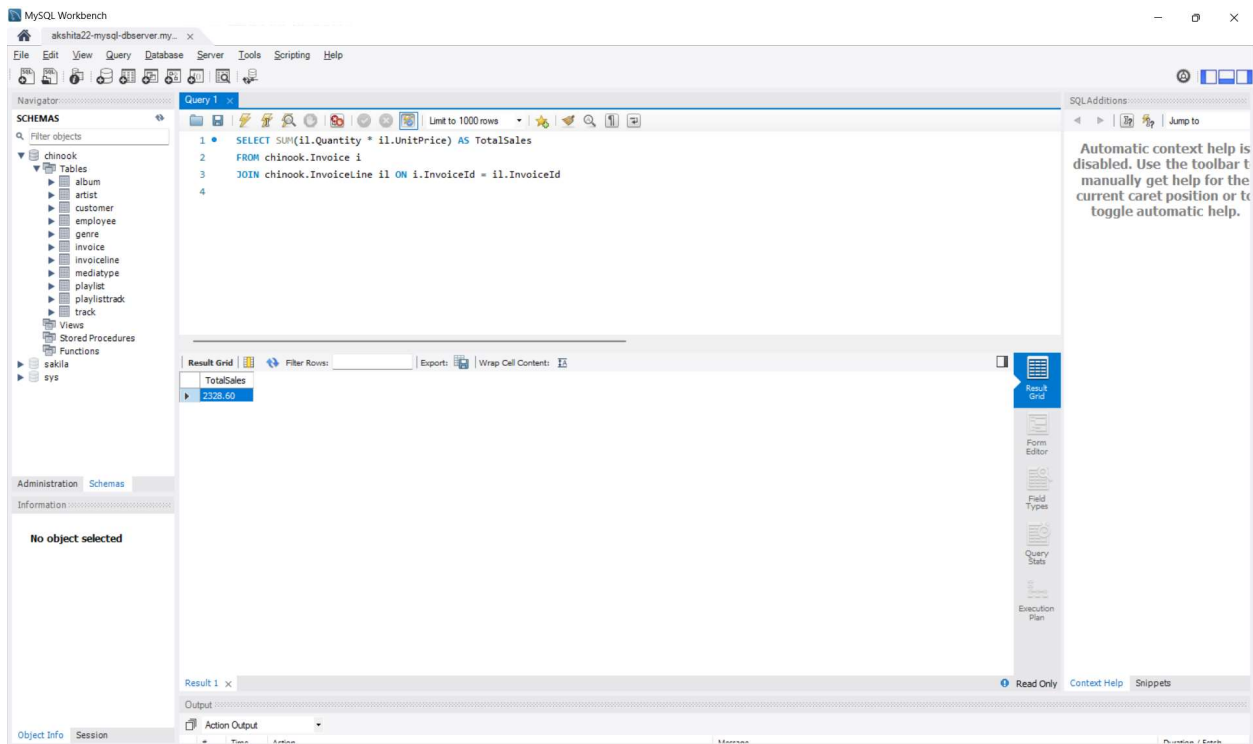 MySQL Workbench
akshita22-mysql-dbserver.my...
File Edit View Query Database Server Tools Scripting Help
Navigator
SCHEMAS
Filter objects
chinook
Tables
album
artist
customer
employee
genre
invoice
invoiceline
mediatype
playlist
playlisttrack
track
Views
Stored Procedures
Functions
sakila
sys
Administration Schemas
Information
No object selected
Object Info Session
Query 1
Limit to 1000 rows
1 SELECT SUM(il.Quantity * il.UnitPrice) AS TotalSales
2 FROM chinook.Invoice i
3 JOIN chinook.InvoiceLine il ON i.InvoiceId = il.InvoiceId
4
Result Grid Filter Rows: Export: Wrap Cell Content:
TotalSales
2328.60
Result
Grid
Form
Editor
Field
Types
Query
Stats
Execution
Plan
Result 1 Read Only
Output
Action Output
# Time Action Message Duration / Fetch
SQLAdditions
Jump to
Automatic context help is
disabled. Use the toolbar t
manually get help for the
current caret position or to
toggle automatic help.
Context Help Snippets